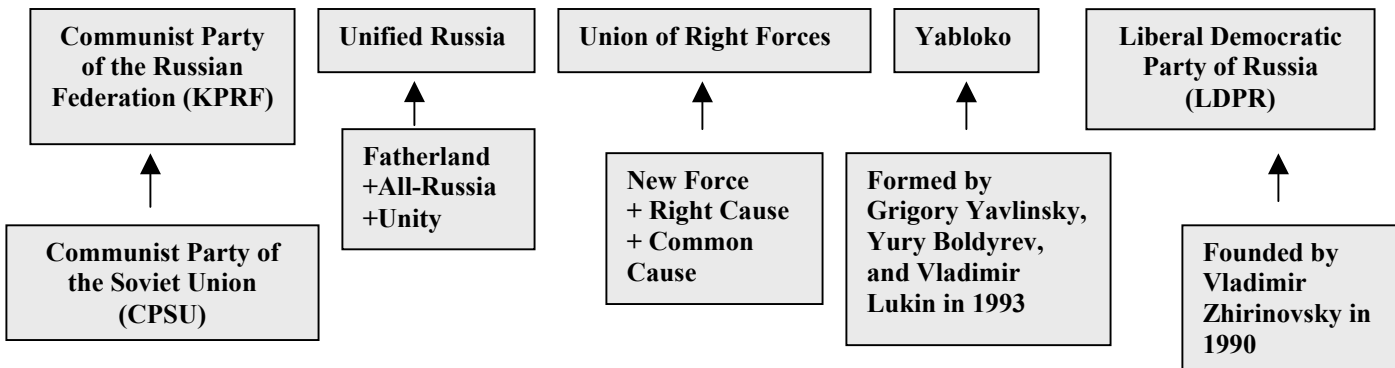 Communist Party
of the Russian
Federation (KPRF)
Unified Russia
Union of Right Forces
Yabloko
Liberal Democratic
Party of Russia
(LDPR)
Communist Party of
the Soviet Union
(CPSU)
Fatherland
+All-Russia
+Unity
New Force
+ Right Cause
+ Common
Cause
Formed by
Grigory Yavlinsky,
Yury Boldyrev,
and Vladimir
Lukin in 1993
Founded by
Vladimir
Zhirinovsky in
1990